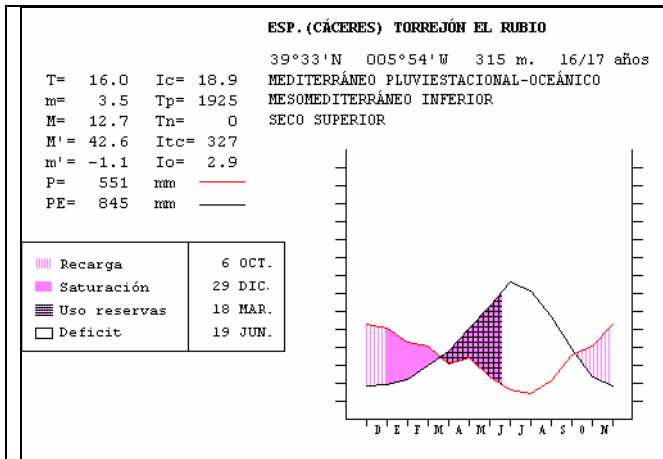 ESP.(CÁCERES) TORREJÓN EL RUBIO
39°33'N 005°54'W 315 m. 16/17 años
T= 16.0 Ic= 18.9 MEDITERRÁNEO PLUVIESTACIONAL-OCEÁNICO
m= 3.5 Tp= 1925 MESOMEDITERRÁNEO INFERIOR
M= 12.7 Tn= 0 SECO SUPERIOR
M'= 42.6 Itc= 327
m'= -1.1 Io= 2.9
P= 551 mm
PE= 845 mm
Recarga 6 OCT.
Saturación 29 DIC.
Uso reservas 18 MAR.
Deficit 19 JUN.
D E F M A M J J A S O N